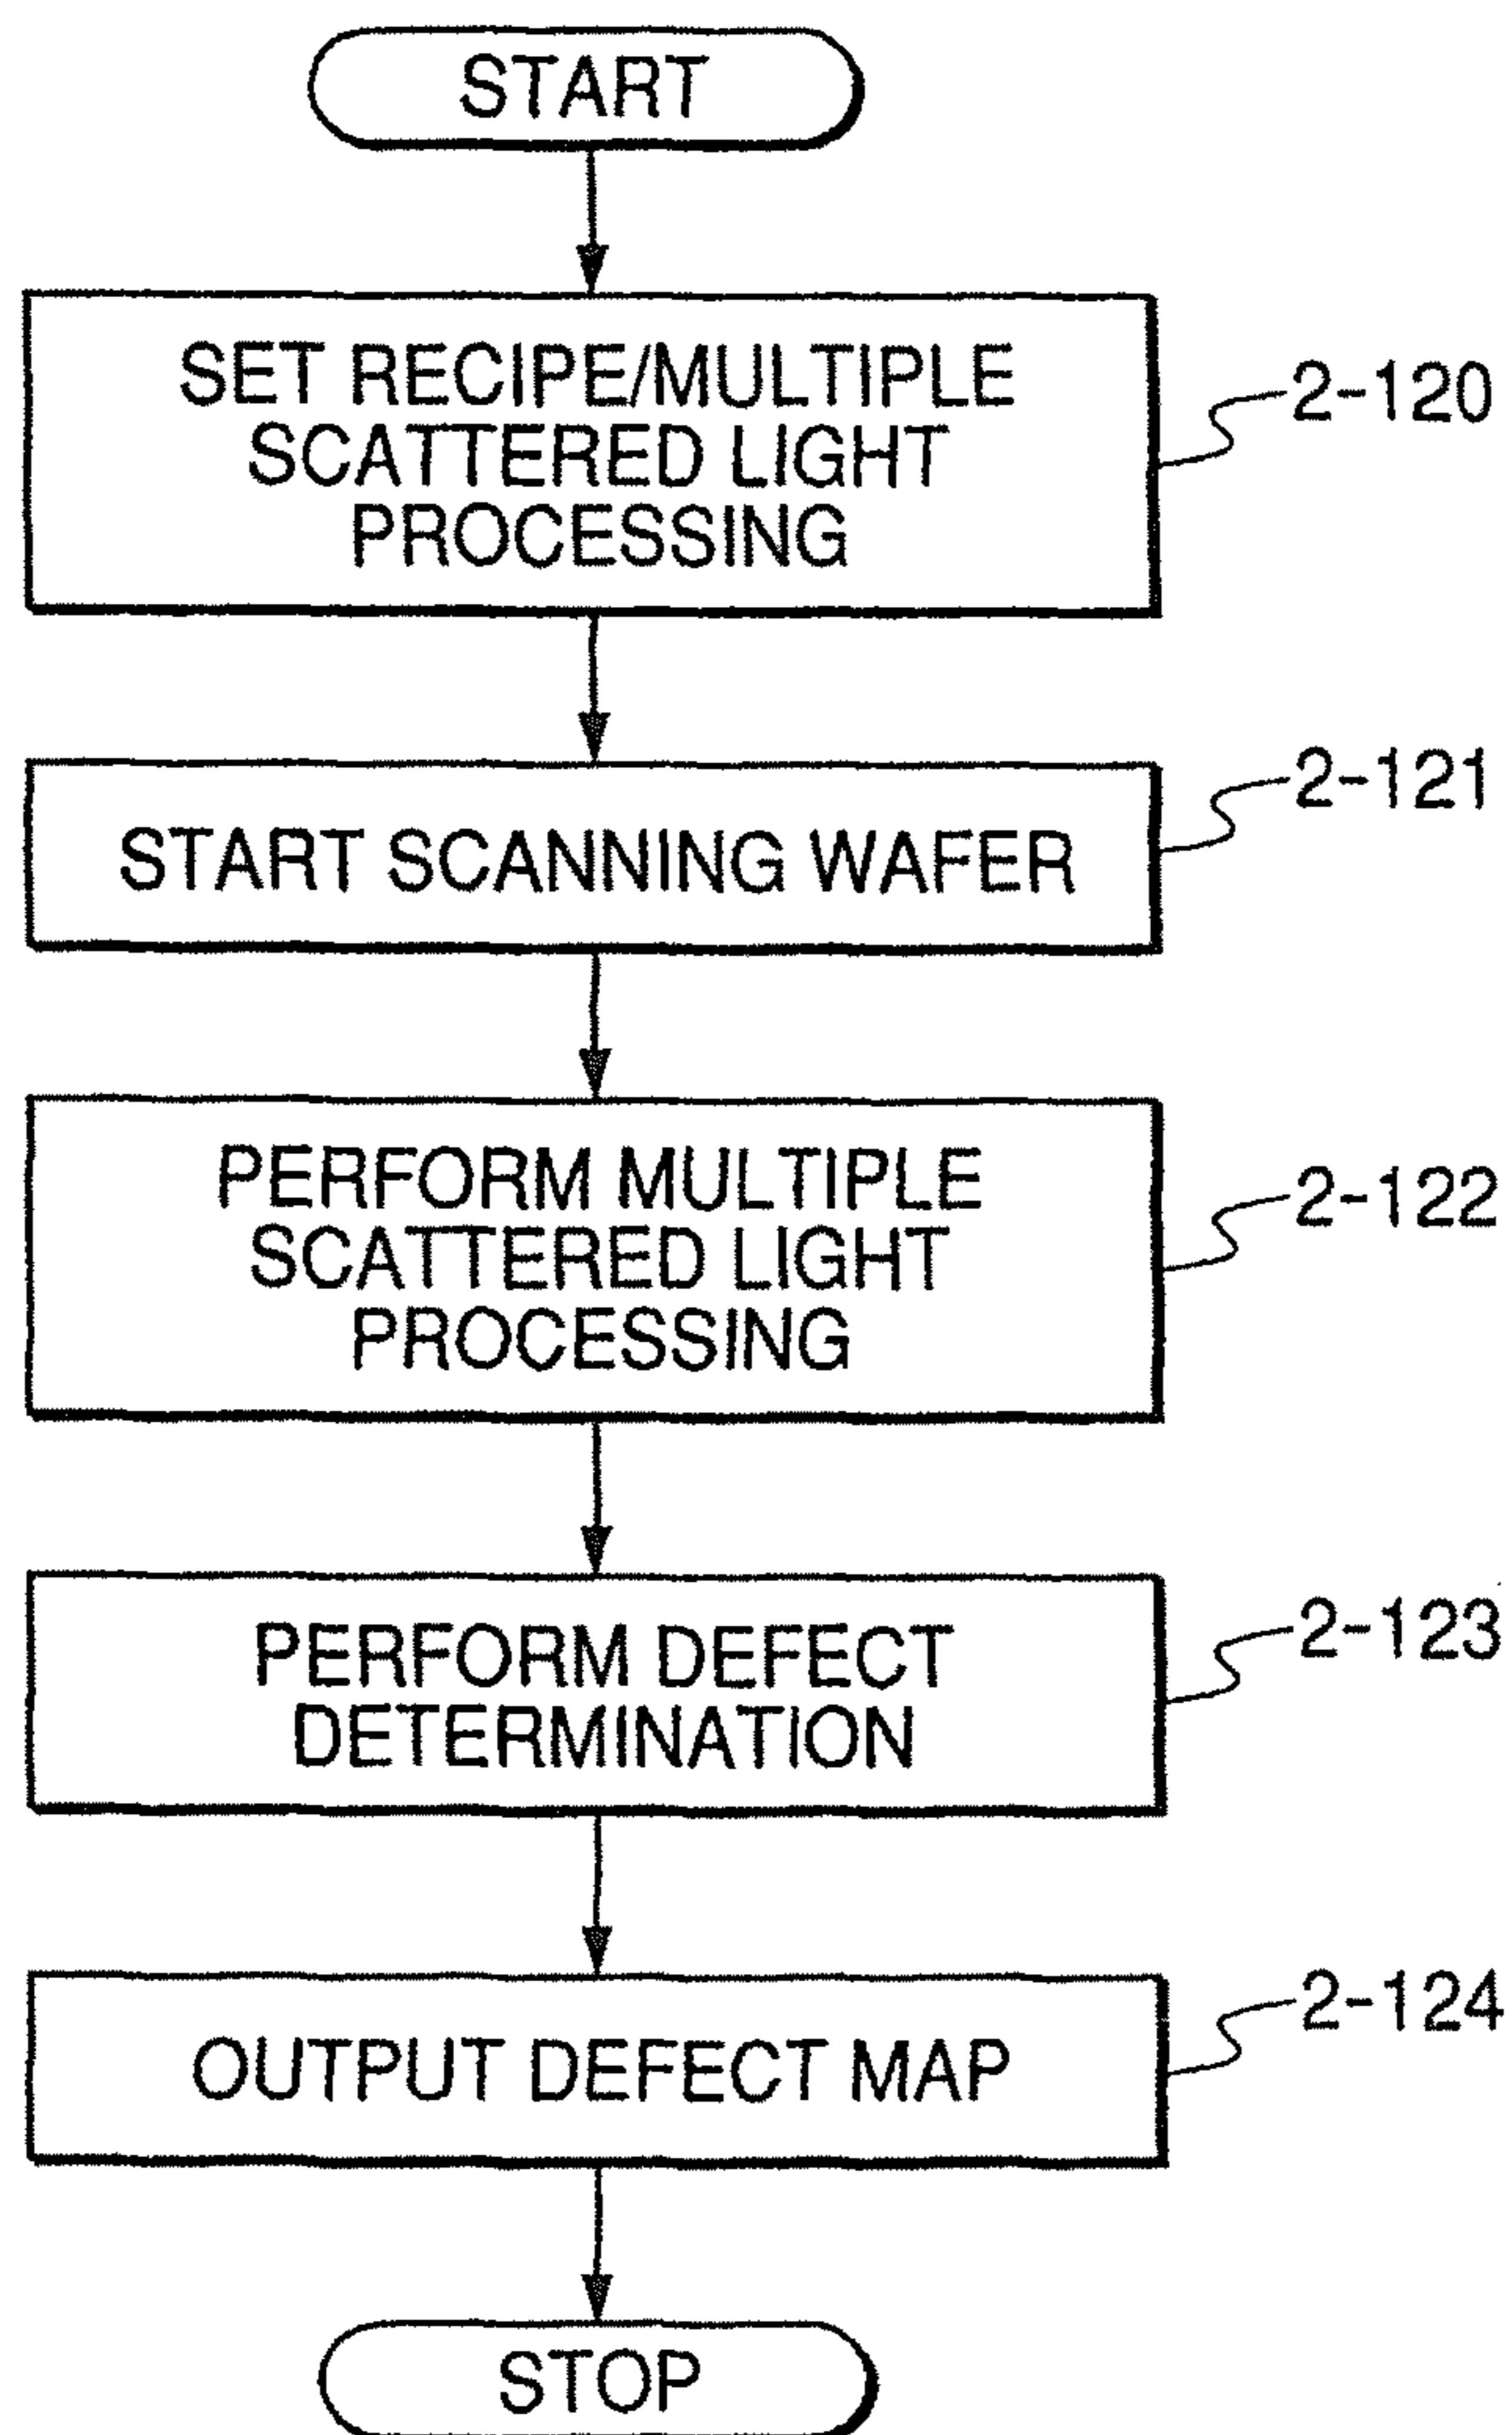 START
SET RECIPE/MULTIPLE
SCATTERED LIGHT
PROCESSING
2-120
START SCANNING WAFER
2-121
PERFORM MULTIPLE
SCATTERED LIGHT
PROCESSING
2-122
PERFORM DEFECT
DETERMINATION
2-123
OUTPUT DEFECT MAP
2-124
STOP